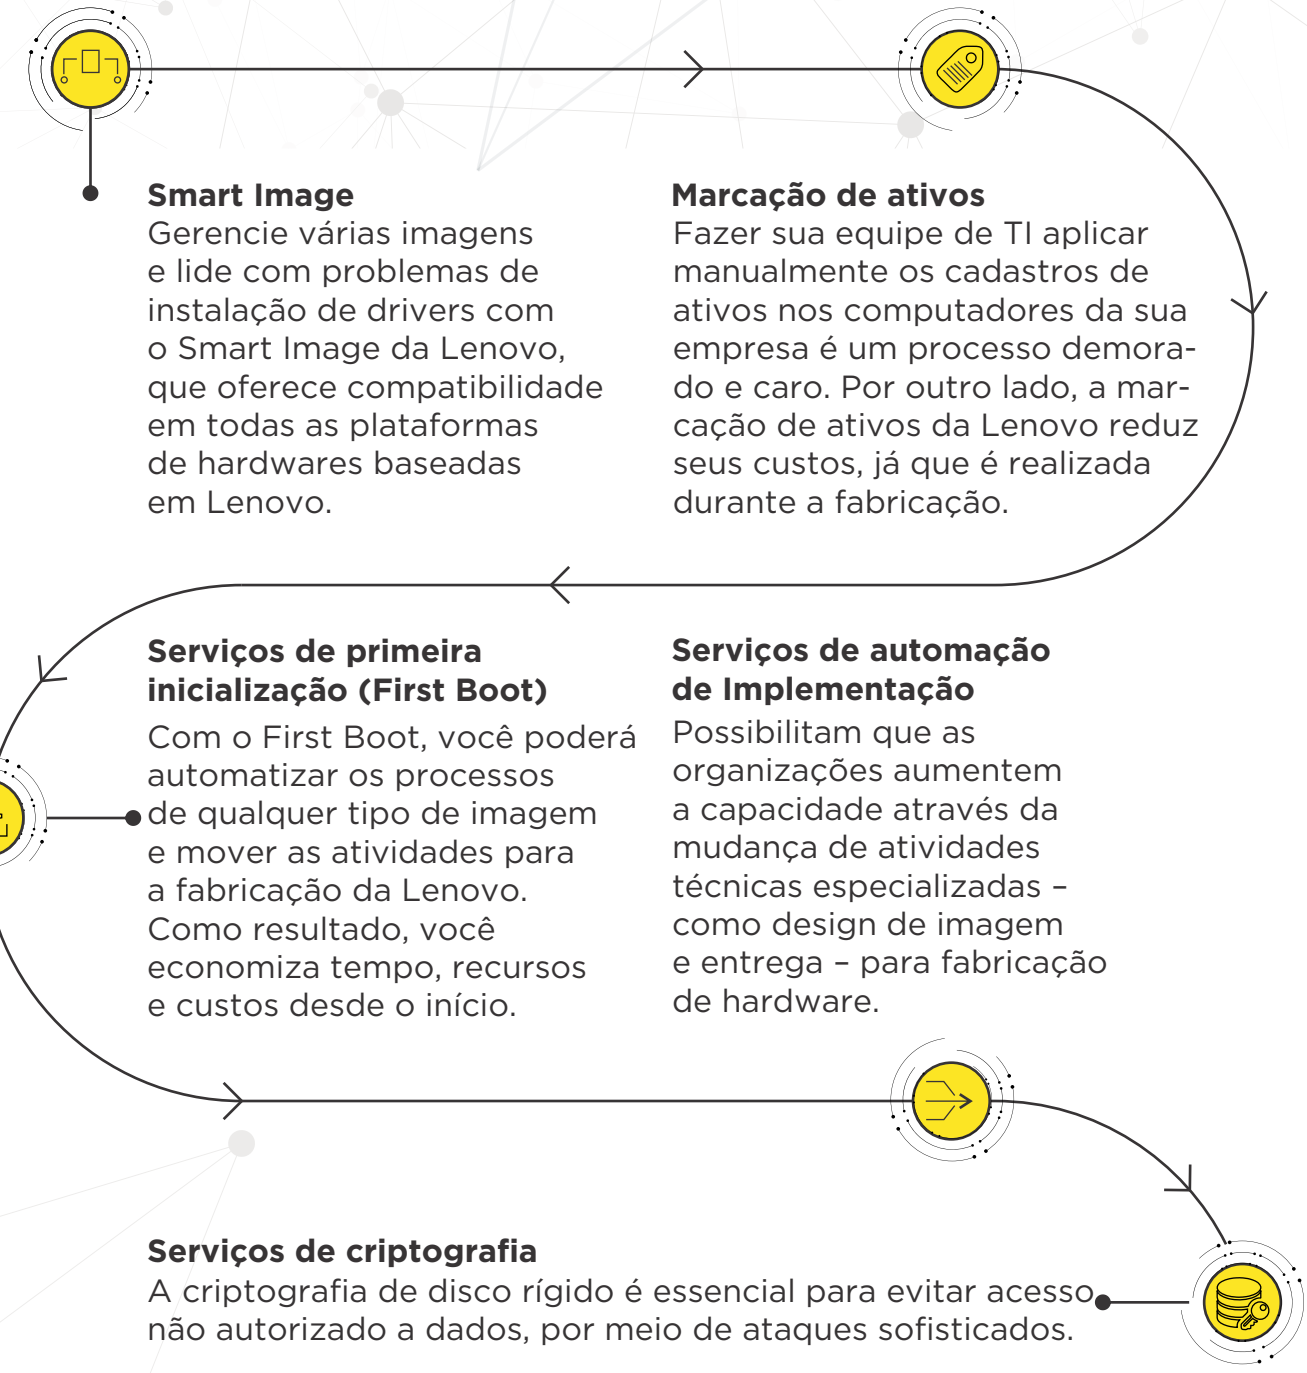 Smart Image
Gerencie várias imagens
e lide com problemas de
instalação de drivers com
o Smart Image da Lenovo,
que oferece compatibilidade
em todas as plataformas
de hardwares baseadas
em Lenovo.
Marcação de ativos
Fazer sua equipe de TI aplicar
manualmente os cadastros de
ativos nos computadores da sua
empresa é um processo demora-
do e caro. Por outro lado, a mar-
cação de ativos da Lenovo reduz
seus custos, já que é realizada
durante a fabricação.
Serviços de primeira
inicialização (First Boot)
Com o First Boot, você poderá
automatizar os processos
de qualquer tipo de imagem
e mover as atividades para
a fabricação da Lenovo.
Como resultado, você
economiza tempo, recursos
e custos desde o início.
Serviços de automação
de Implementação
Possibilitam que as
organizações aumentem
a capacidade através da
mudança de atividades
técnicas especializadas –
como design de imagem
e entrega – para fabricação
de hardware.
Serviços de criptografia
A criptografia de disco rígido é essencial para evitar acesso
não autorizado a dados, por meio de ataques sofisticados.